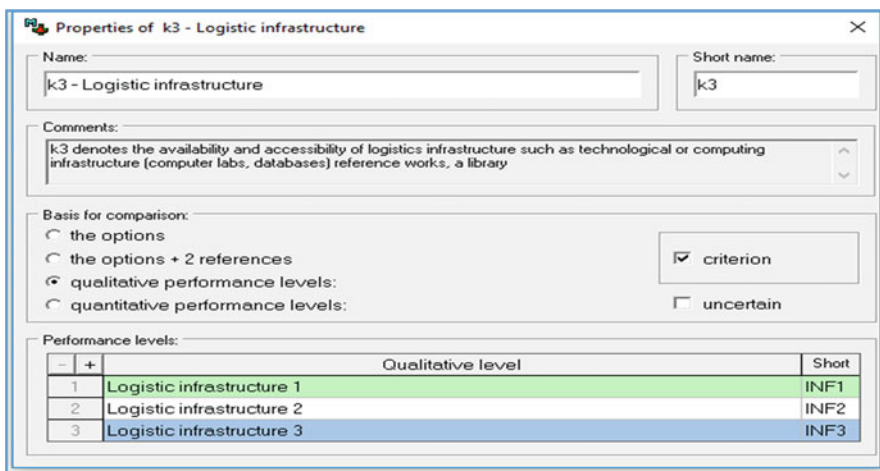 Properties of k3 - Logistic infrastructure
Name:
Short name:
k3 - Logistic infrastructure
k3
Comments:
k3 denotes the availability and accessibility of logistics infrastructure such as technological or computing
infrastructure (computer labs, databases) reference works, a library
Basis for comparison:
the options
the options + 2 references
criterion
qualitative performance levels:
quantitative performance levels:
uncertain
Performance levels:
- + Qualitative level Short
1 Logistic infrastructure 1 INF1
2 Logistic infrastructure 2 INF2
3 Logistic infrastructure 3 INF3